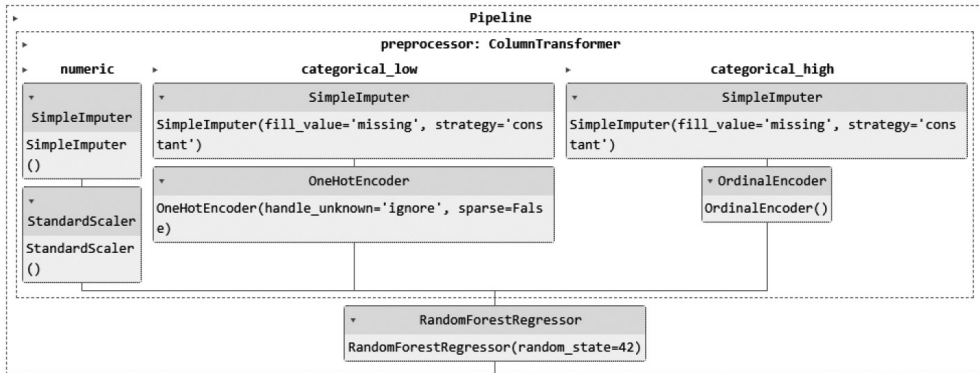 Pipeline
preprocessor: ColumnTransformer
numeric
SimpleImputer
SimpleImputer
()
StandardScaler
StandardScaler
()
categorical_low
SimpleImputer
SimpleImputer(fill_value='missing', strategy='cons
tant')
OneHotEncoder
OneHotEncoder(handle_unknown='ignore', sparse=Fals
e)
categorical_high
SimpleImputer
SimpleImputer(fill_value='missing', strategy='cons
tant')
OrdinalEncoder
OrdinalEncoder()
RandomForestRegressor
RandomForestRegressor(random_state=42)